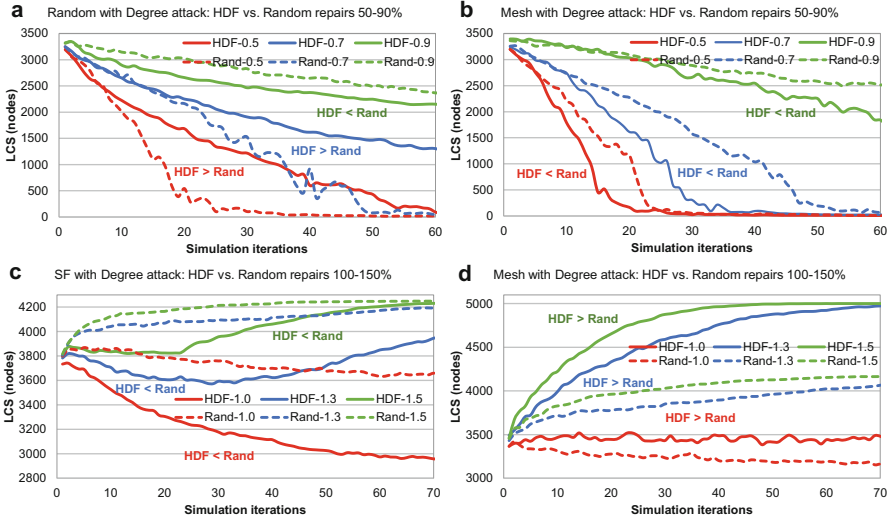 a Random with Degree attack: HDF vs. Random repairs 50-90%
HDF-0.5 HDF-0.7 HDF-0.9
Rand-0.5 Rand-0.7 Rand-0.9
LCS (nodes)
3500
3000
2500
2000
1500
1000
500
0
HDF < Rand
HDF > Rand
HDF > Rand
0 10 20 30 40 50 60
Simulation iterations
b Mesh with Degree attack: HDF vs. Random repairs 50-90%
HDF-0.5 HDF-0.7 HDF-0.9
Rand-0.5 Rand-0.7 Rand-0.9
LCS (nodes)
3500
3000
2500
2000
1500
1000
500
0
HDF < Rand
HDF < Rand
HDF < Rand
0 10 20 30 40 50 60
Simulation iterations
c SF with Degree attack: HDF vs. Random repairs 100-150%
LCS (nodes)
4200
4000
3800
3600
3400
3200
3000
2800
HDF < Rand
HDF < Rand
HDF-1.0 HDF-1.3 HDF-1.5
Rand-1.0 Rand-1.3 Rand-1.5
HDF < Rand
0 10 20 30 40 50 60 70
Simulation iterations
d Mesh with Degree attack: HDF vs. Random repairs 100-150%
LCS (nodes)
5000
4500
4000
3500
3000
HDF > Rand
HDF-1.0 HDF-1.3 HDF-1.5
Rand-1.0 Rand-1.3 Rand-1.5
HDF > Rand
HDF > Rand
0 10 20 30 40 50 60 70
Simulation iterations